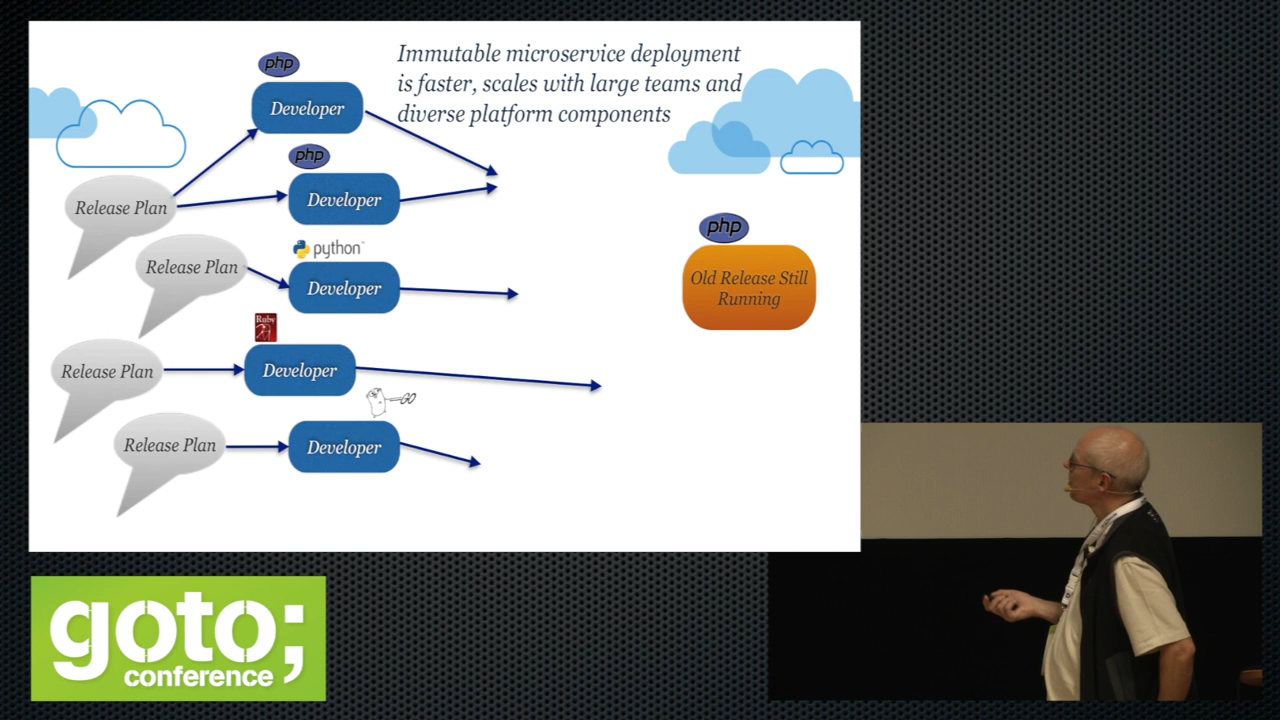 Immutable microservice deployment
is faster, scales with large teams and
diverse platform components
php
Developer
php
Developer
Release Plan
python
Release Plan
Developer
php
Old Release Still
Running
Ruby
Release Plan
Developer
GO
Release Plan
Developer
goto;
conference